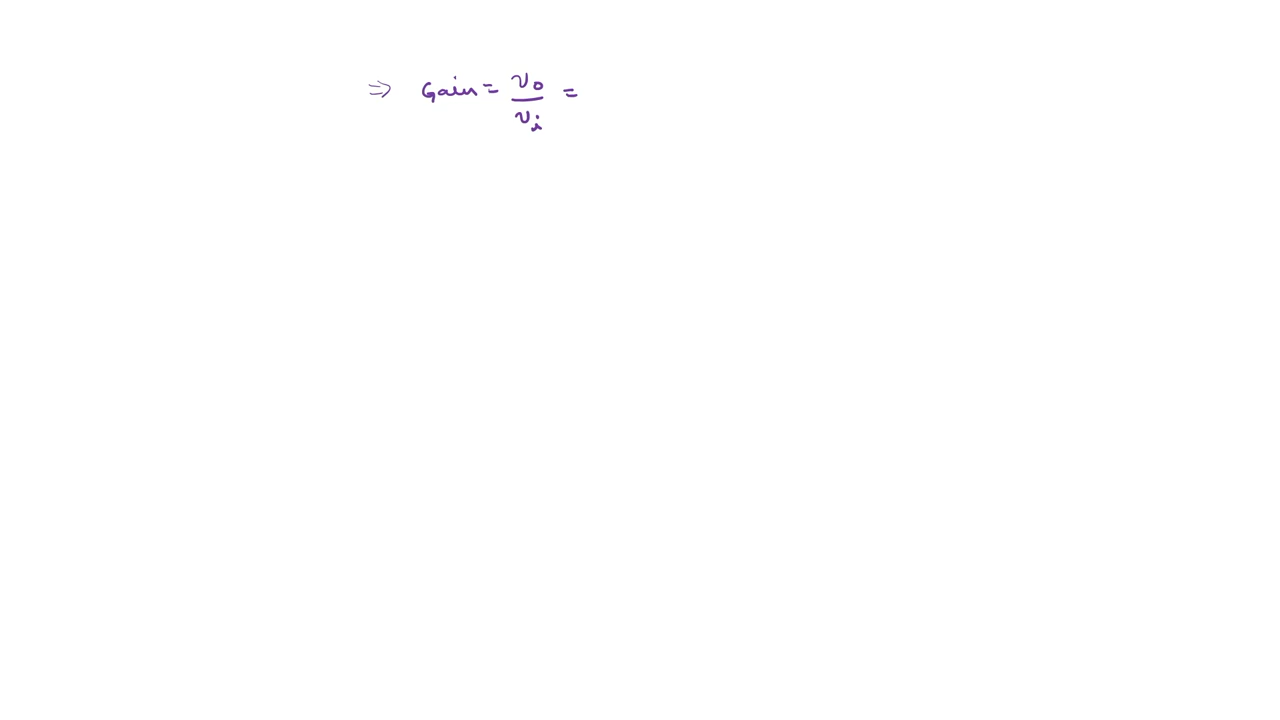 ⇒ Gain = v₀/vᵢ =